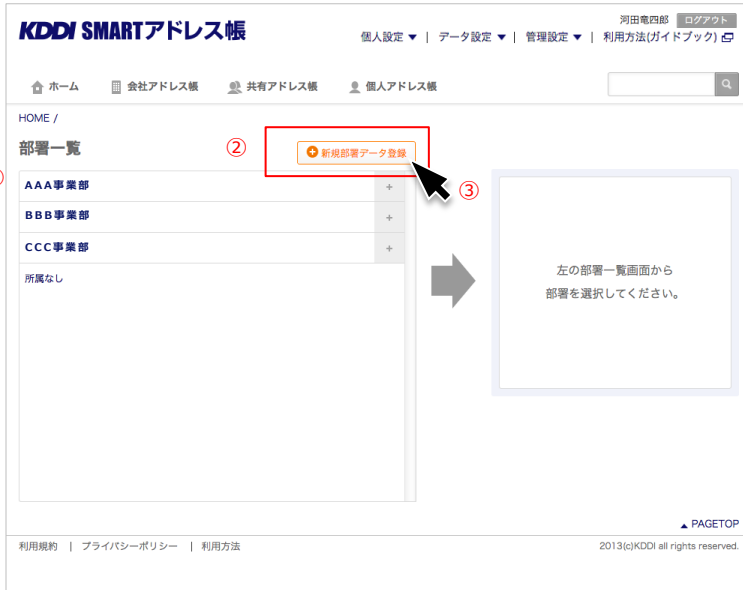 河田竜四郎 ログアウト
KDDI SMARTアドレス帳
個人設定 ▼ | データ設定 ▼ | 管理設定 ▼ | 利用方法(ガイドブック)
ホーム 会社アドレス帳 共有アドレス帳 個人アドレス帳
HOME /
部署一覧
②
新規部署データ登録
③
AAA事業部 +
BBB事業部 +
CCC事業部 +
所属なし
左の部署一覧画面から
部署を選択してください。
▲ PAGETOP
利用規約 | プライバシーポリシー | 利用方法
2013(c)KDDI all rights reserved.